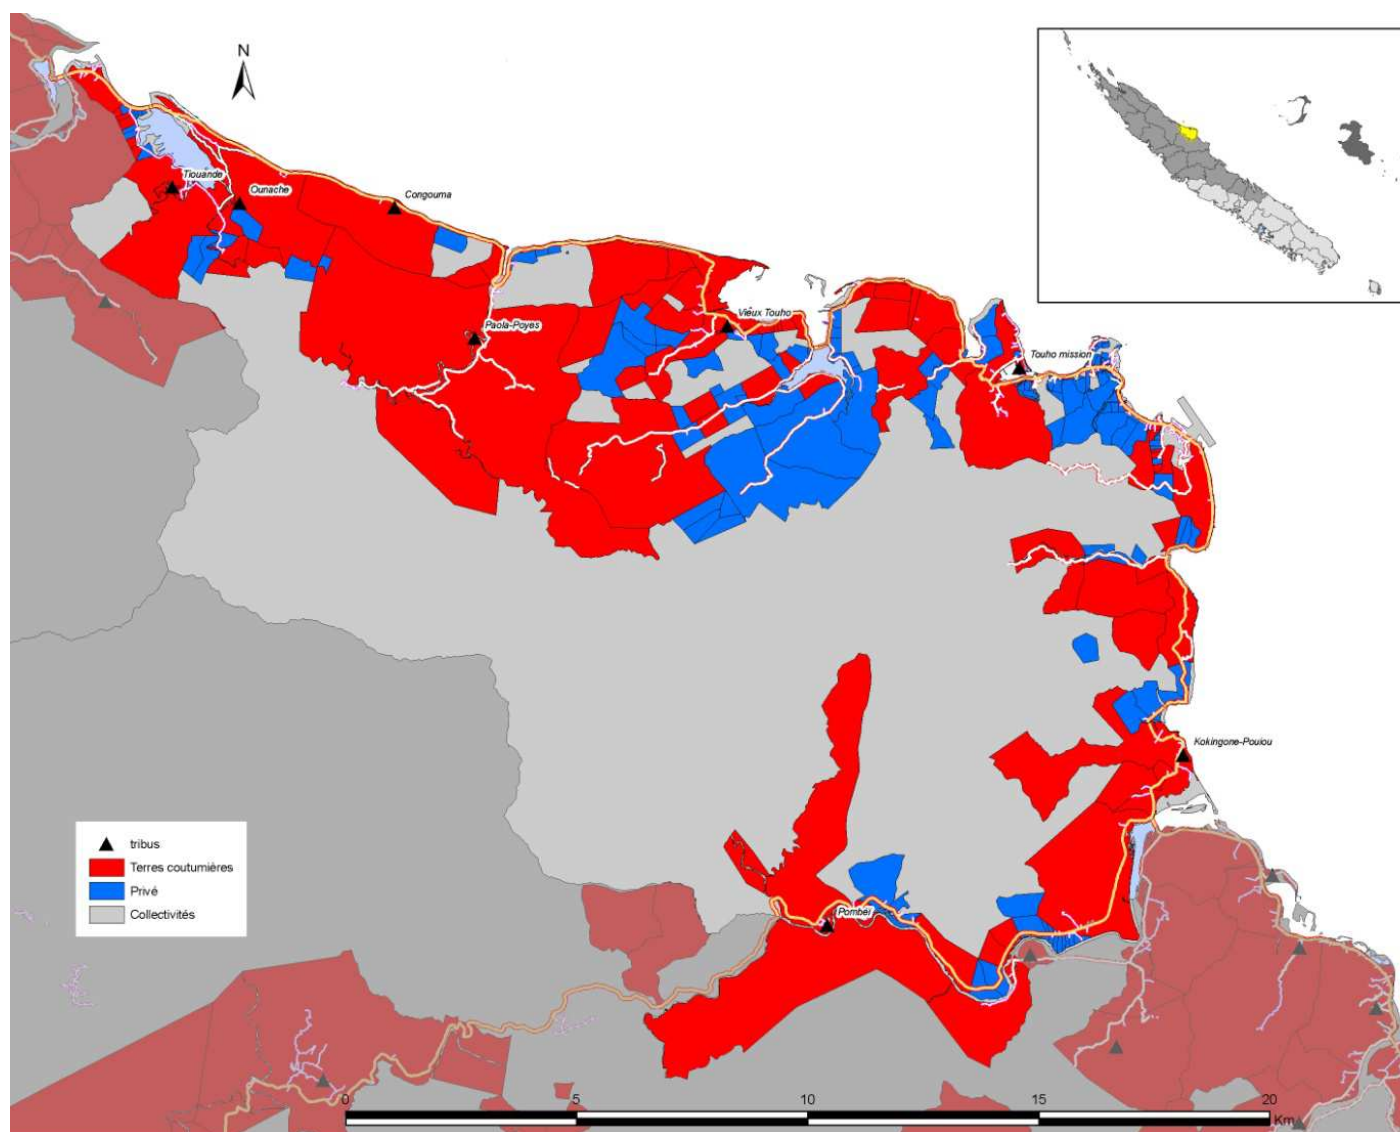 N
Tiouande
Ounache
Congouma
Paola-Poyes
Vieux Touho
Touho mission
Kokingone-Pouiou
Pombei
tribus
Terres coutumières
Privé
Collectivités
0 5 10 15 20
Km